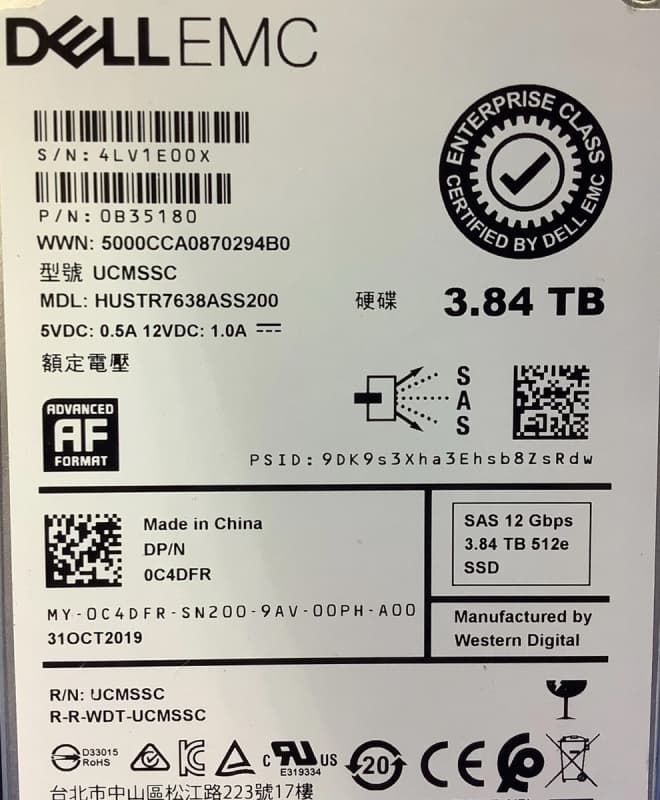 DELLEMC
S/N: 4LV1E00X
P/N: 0B35180
WWN: 5000CCA0870294B0
型號 UCMSSC
MDL: HUSTR7638ASS200
5VDC: 0.5A 12VDC: 1.0A
額定電壓
ENTERPRISE CLASS
CERTIFIED BY DELL EMC
硬碟 3.84 TB
ADVANCED
AF
FORMAT
SAS
PSID: 9DK9s3Xha3Ehsb8ZsRdw
Made in China
DP/N
0C4DFR
MY-0C4DFR-SN200-9AV-00PH-A00
31OCT2019
SAS 12 Gbps
3.84 TB 512e
SSD
Manufactured by
Western Digital
R/N: UCMSSC
R-R-WDT-UCMSSC
D33015
RoHS
c RU US
E319334
20
CE
台北市中山區松江路223號17樓